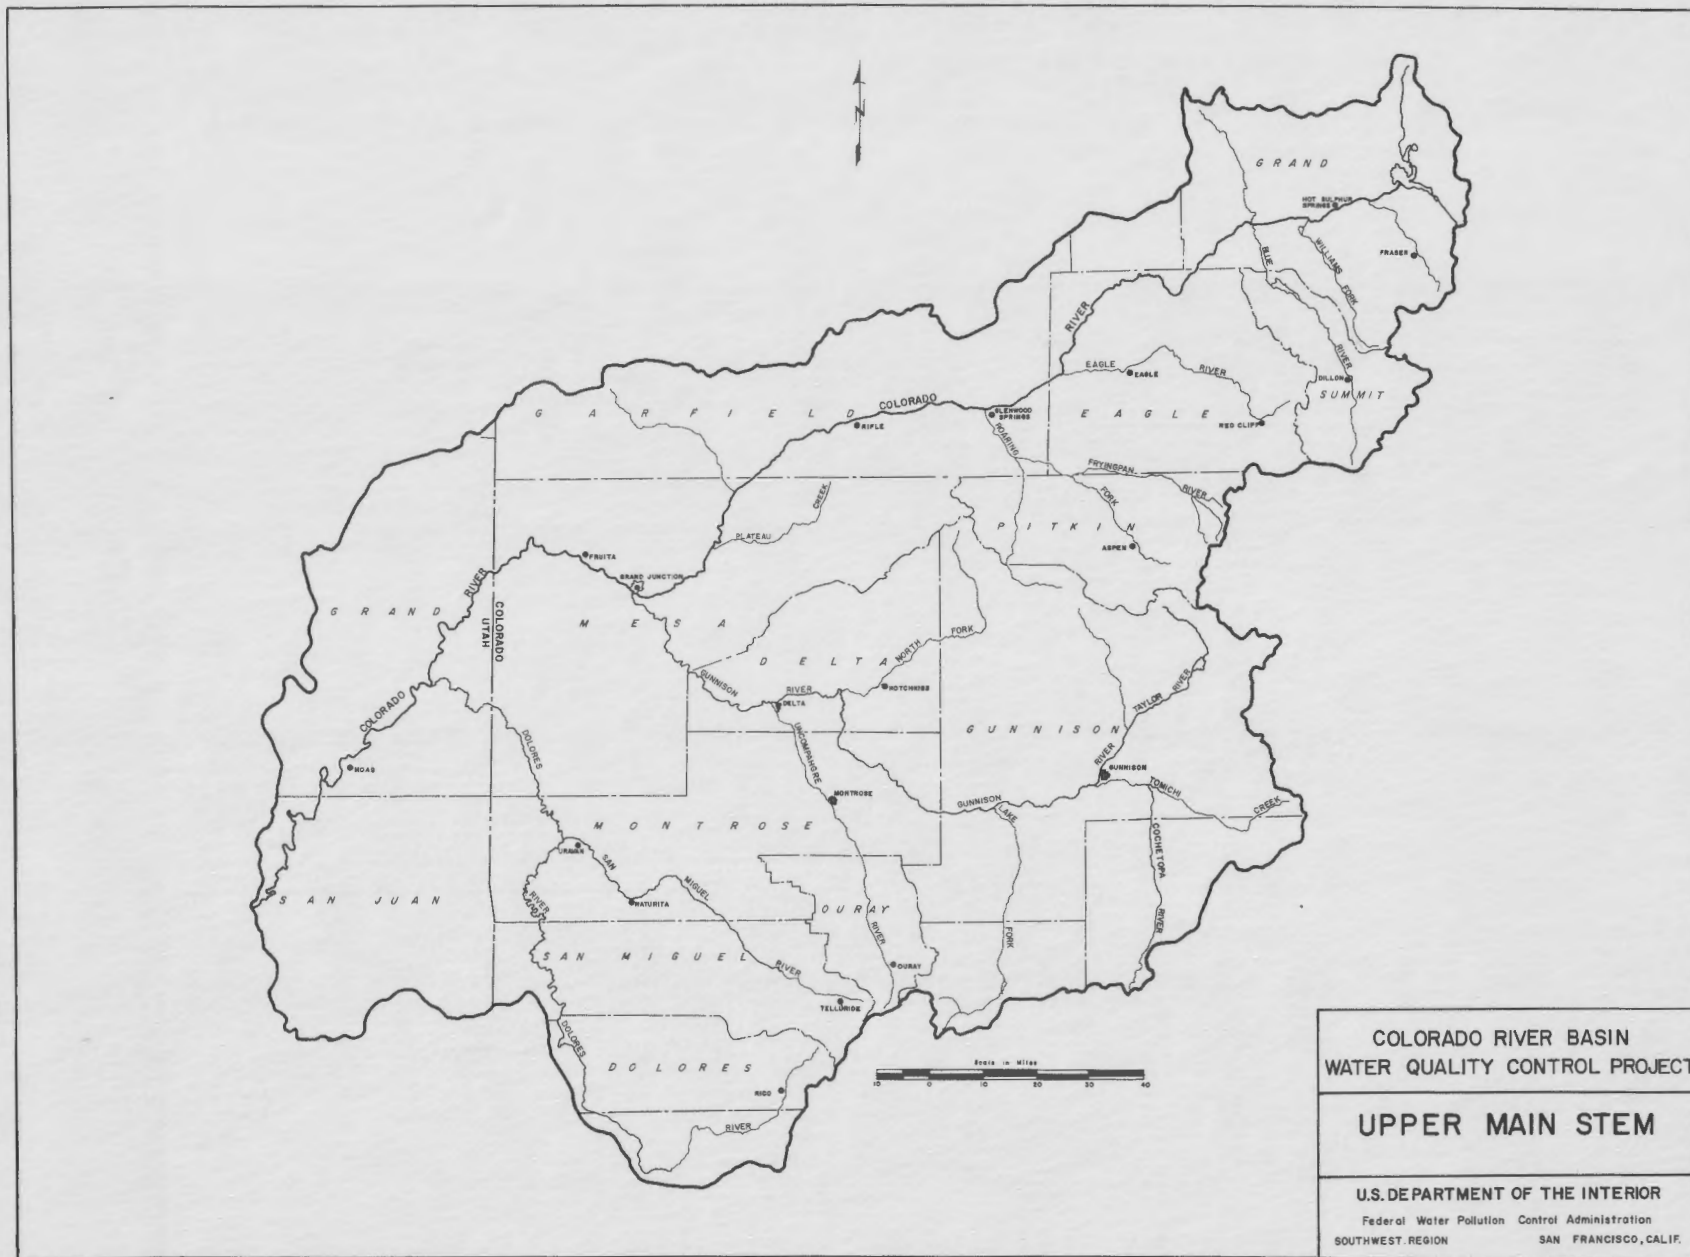 N
GRAND
HOT SULPHUR
SPRINGS
FRASER
BLUE
WILLIAMS
FORK
RIVER
RIVER
EAGLE
EAGLE
RIVER
DILLON
SUMMIT
GARFIELD
COLORADO
GLENWOOD
SPRINGS
EAGLE
RED CLIFF
RIFLE
ROARING
FRYINGPAN
RIVER
FORK
CREEK
PLATEAU
PITKIN
ASPEN
FRUITA
GRAND JUNCTION
RIVER
GRAND
COLORADO
UTAH
MESA
FORK
NORTH
DELTA
GUNNISON
RIVER
HOTCHKISS
DELTA
COLORADO
TAYLOR
RIVER
GUNNISON
DOLORES
UNCOMPAHGRE
RIVER
GUNNISON
MOAB
MONTROSE
GUNNISON
TOMICHI
CREEK
LAKE
MONTROSE
COCHETOPA
URAVAN
SAN
MIGUEL
SAN JUAN
RIVER
NATURITA
OURAY
RIVER
FORK
RIVER
SAN MIGUEL
RIVER
OURAY
TELLURIDE
DOLORES
DOLORES
RICO
RIVER
Scale in Miles
10 0 10 20 30 40
COLORADO RIVER BASIN
WATER QUALITY CONTROL PROJECT
UPPER MAIN STEM
U.S. DEPARTMENT OF THE INTERIOR
Federal Water Pollution Control Administration
SOUTHWEST REGION SAN FRANCISCO, CALIF.